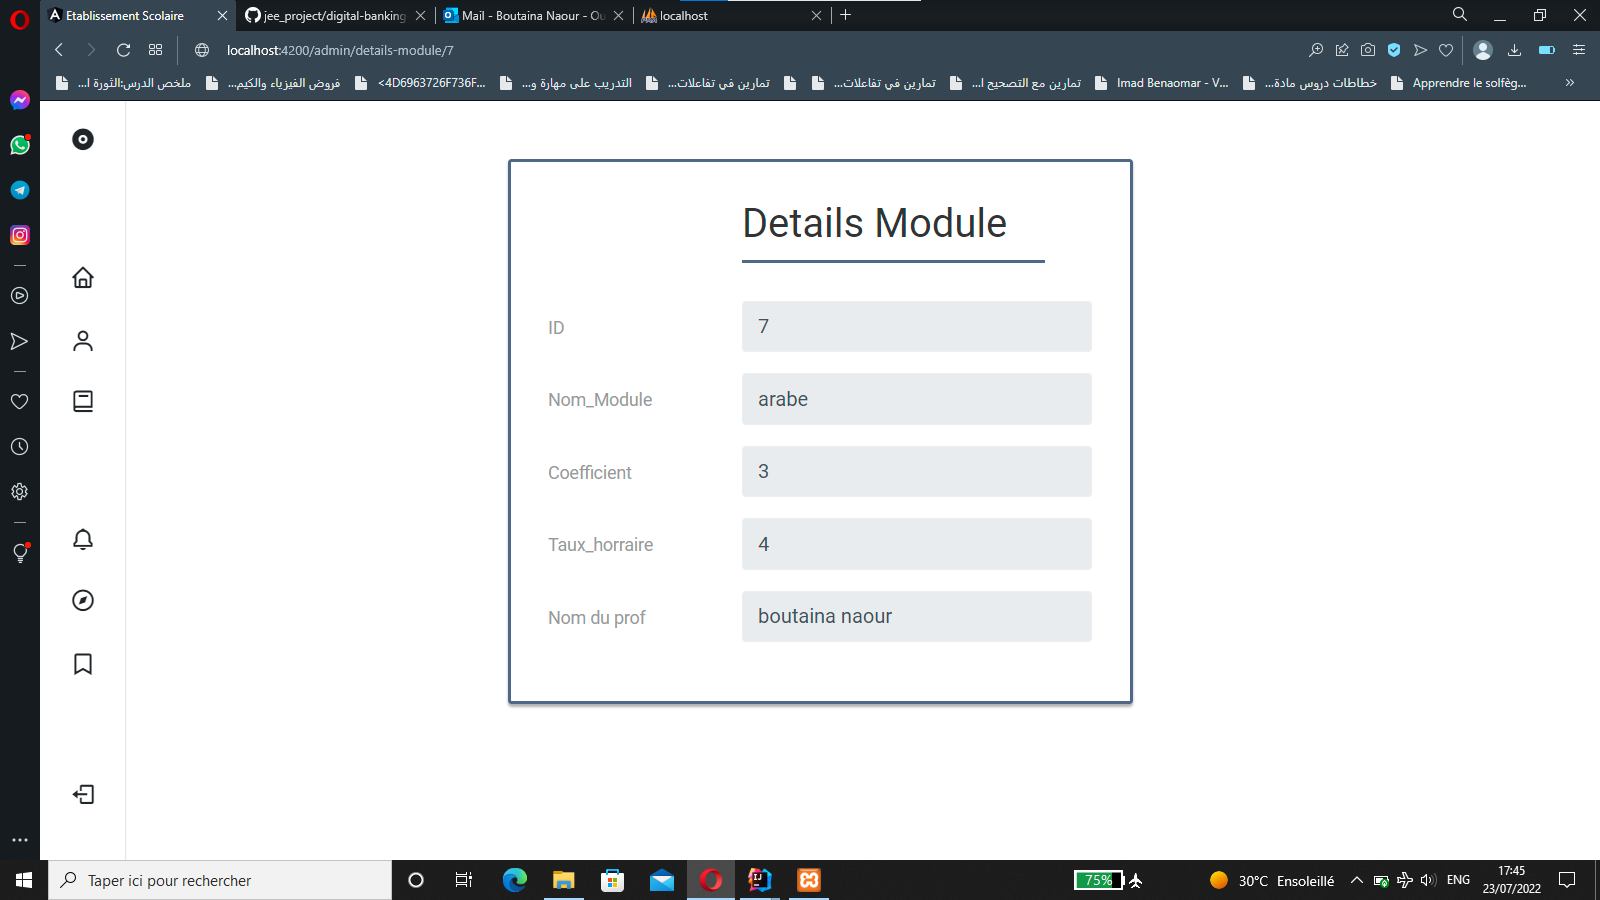 Etablissement Scolaire
jee_project/digital-banking
Mail - Boutaina Naour - Ou
localhost
localhost:4200/admin/details-module/7
ملخص الدرس:الثورة ا...
فروض الفيزياء والكيم...
<4D6963726F736F...
التدريب على مهارة و...
تمارين في تفاعلات...
تمارين في تفاعلات...
تمارين مع التصحيح ا...
Imad Benaomar - V...
خطاطات دروس مادة...
Apprendre le solfèg...
Details Module
ID
7
Nom_Module
arabe
Coefficient
3
Taux_horraire
4
Nom du prof
boutaina naour
Taper ici pour rechercher
75%
30°C Ensoleillé
ENG
17:45
23/07/2022